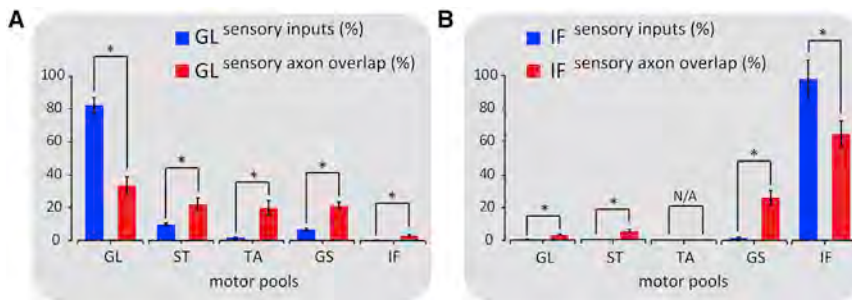 A
GL sensory inputs (%)
GL sensory axon overlap (%)
100
80
60
40
20
0
* * * * *
GL ST TA GS IF
motor pools
B
IF sensory inputs (%)
IF sensory axon overlap (%)
100
80
60
40
20
0
* * N/A * *
GL ST TA GS IF
motor pools